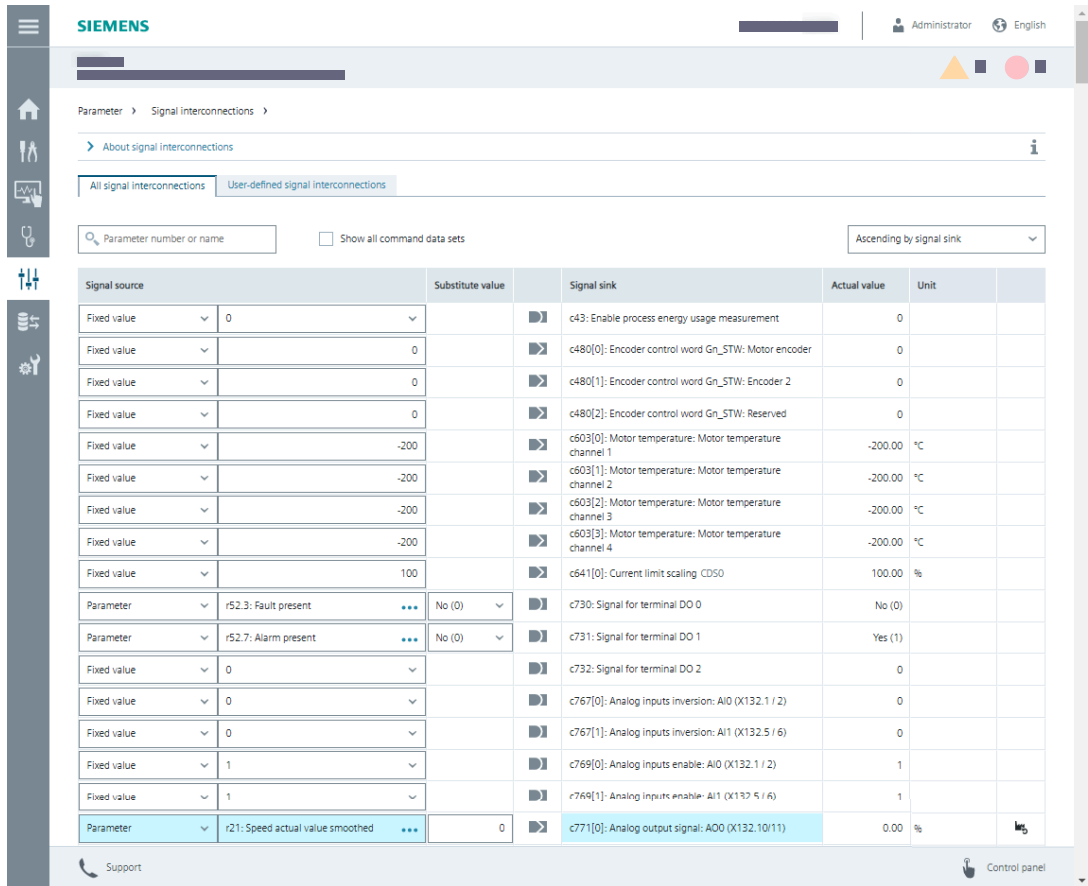 SIEMENS
Administrator English
Parameter > Signal interconnections >
About signal interconnections
All signal interconnections User-defined signal interconnections
Parameter number or name Show all command data sets Ascending by signal sink
Signal source Substitute value Signal sink Actual value Unit
Fixed value 0 c43: Enable process energy usage measurement 0
Fixed value 0 c480[0]: Encoder control word Gn_STW: Motor encoder 0
Fixed value 0 c480[1]: Encoder control word Gn_STW: Encoder 2 0
Fixed value 0 c480[2]: Encoder control word Gn_STW: Reserved 0
Fixed value -200 c603[0]: Motor temperature: Motor temperature
channel 1 -200.00 °C
Fixed value -200 c603[1]: Motor temperature: Motor temperature
channel 2 -200.00 °C
Fixed value -200 c603[2]: Motor temperature: Motor temperature
channel 3 -200.00 °C
Fixed value -200 c603[3]: Motor temperature: Motor temperature
channel 4 -200.00 °C
Fixed value 100 c641[0]: Current limit scaling CDS0 100.00 %
Parameter r52.3: Fault present ••• No (0) c730: Signal for terminal DO 0 No (0)
Parameter r52.7: Alarm present ••• No (0) c731: Signal for terminal DO 1 Yes (1)
Fixed value 0 c732: Signal for terminal DO 2 0
Fixed value 0 c767[0]: Analog inputs inversion: AI0 (X132.1 / 2) 0
Fixed value 0 c767[1]: Analog inputs inversion: AI1 (X132.5 / 6) 0
Fixed value 1 c769[0]: Analog inputs enable: AI0 (X132.1 / 2) 1
Fixed value 1 c769[1]: Analog inputs enable: AI1 (X132.5 / 6) 1
Parameter r21: Speed actual value smoothed ••• 0 c771[0]: Analog output signal: AO0 (X132.10/11) 0.00 %
Support Control panel